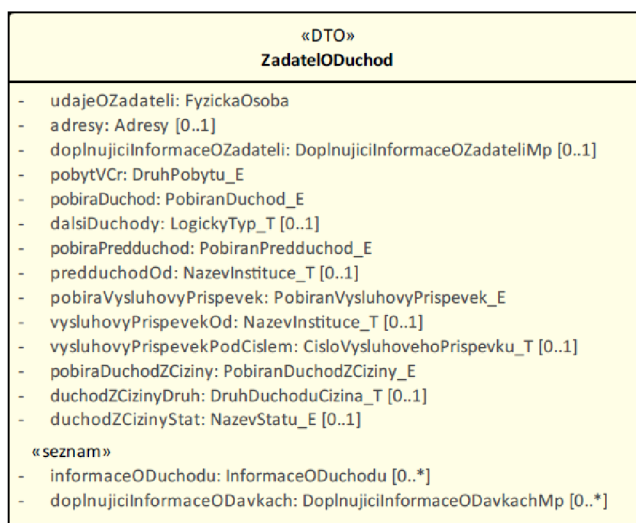 «DTO»
ZadatelODuchod
- udajeOZadateli: FyzickaOsoba
- adresy: Adresy [0..1]
- doplnujiciInformaceOZadateli: DoplnujiciInformaceOZadateliMp [0..1]
- pobytVCr: DruhPobytu_E
- pobiraDuchod: PobiranDuchod_E
- dalsiDuchody: LogickyTyp_T [0..1]
- pobiraPredduchod: PobiranPredduchod_E
- predduchodOd: NazevInstituce_T [0..1]
- pobiraVysluhovyPrispevek: PobiranVysluhovyPrispevek_E
- vysluhovyPrispevekOd: NazevInstituce_T [0..1]
- vysluhovyPrispevekPodCislem: CisloVysluhovehoPrispevku_T [0..1]
- pobiraDuchodZCiziny: PobiranDuchodZCiziny_E
- duchodZCizinyDruh: DruhDuchoduCizina_T [0..1]
- duchodZCizinyStat: NazevStatu_E [0..1]
«seznam»
- informaceODuchodu: InformaceODuchodu [0..*]
- doplnujiciInformaceODavkach: DoplnujiciInformaceODavkachMp [0..*]